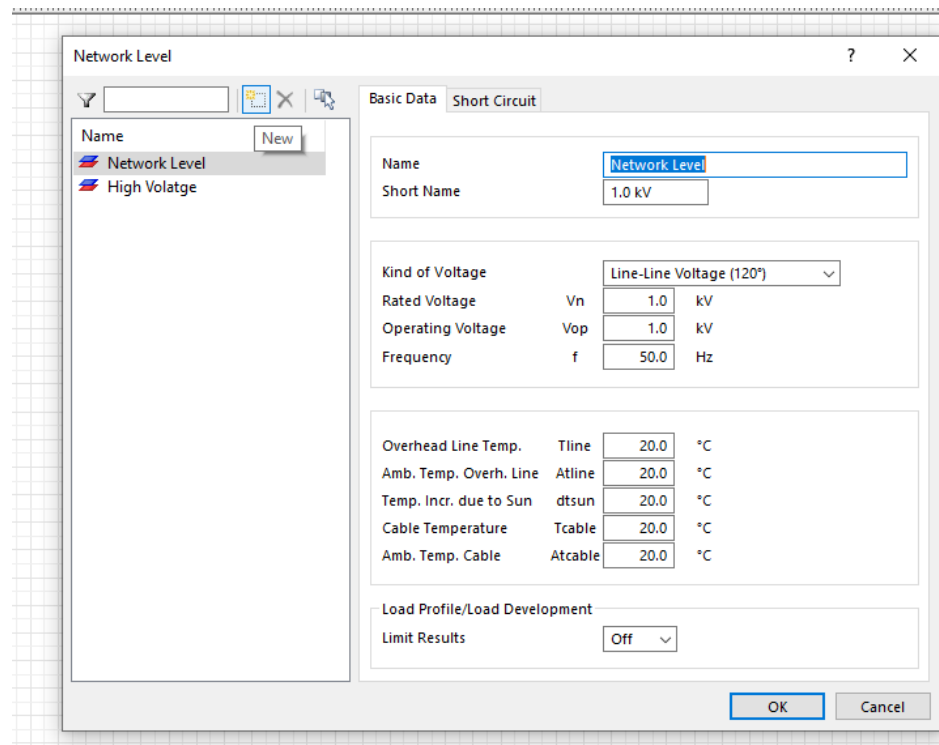 Network Level
?
Basic Data Short Circuit
Name
New
Network Level
High Volatge
Name Network Level
Short Name 1.0 kV
Kind of Voltage Line-Line Voltage (120°)
Rated Voltage Vn 1.0 kV
Operating Voltage Vop 1.0 kV
Frequency f 50.0 Hz
Overhead Line Temp. Tline 20.0 °C
Amb. Temp. Overh. Line Atline 20.0 °C
Temp. Incr. due to Sun dtsun 20.0 °C
Cable Temperature Tcable 20.0 °C
Amb. Temp. Cable Atcable 20.0 °C
Load Profile/Load Development
Limit Results Off
OK Cancel